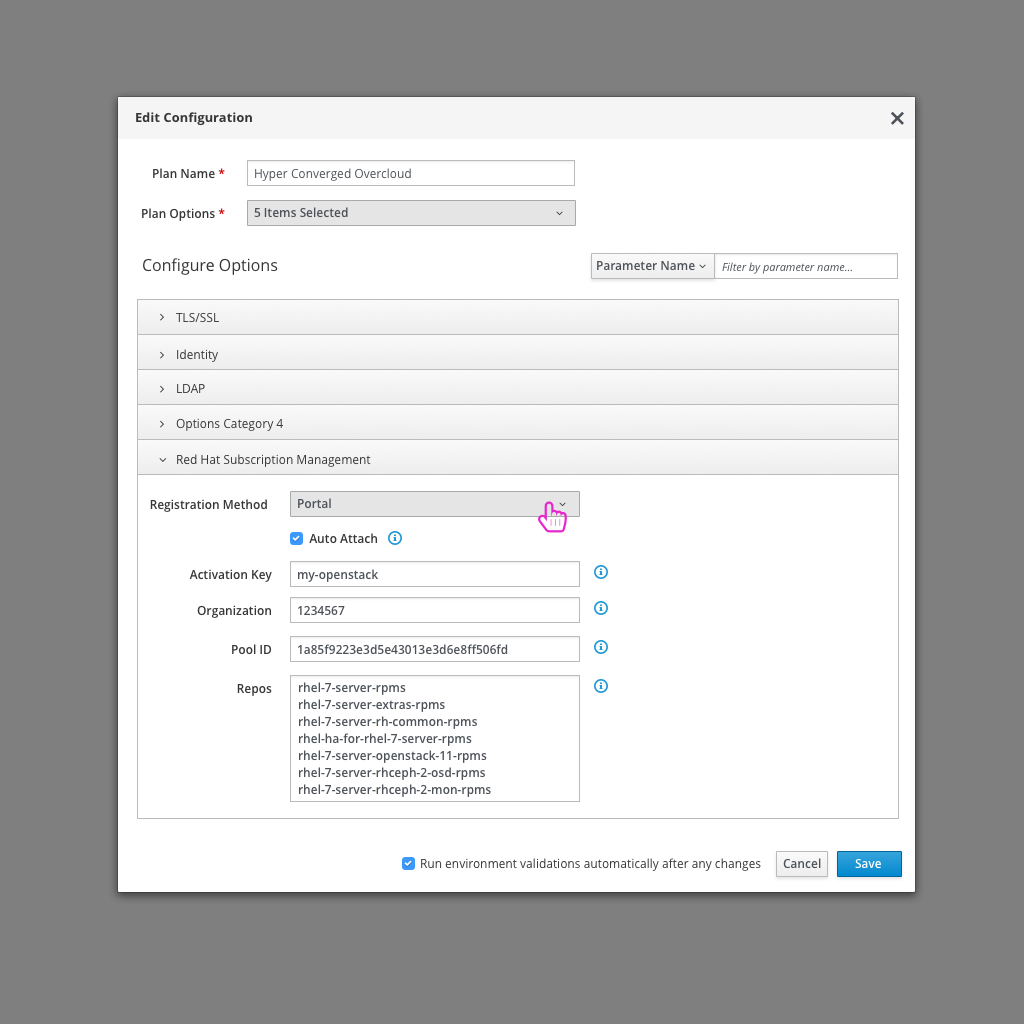 Edit Configuration
Plan Name *
Hyper Converged Overcloud
Plan Options *
5 Items Selected
Configure Options
Parameter Name
Filter by parameter name...
TLS/SSL
Identity
LDAP
Options Category 4
Red Hat Subscription Management
Registration Method
Portal
Auto Attach
Activation Key
my-openstack
Organization
1234567
Pool ID
1a85f9223e3d5e43013e3d6e8ff506fd
Repos
rhel-7-server-rpms
rhel-7-server-extras-rpms
rhel-7-server-rh-common-rpms
rhel-ha-for-rhel-7-server-rpms
rhel-7-server-openstack-11-rpms
rhel-7-server-rhceph-2-osd-rpms
rhel-7-server-rhceph-2-mon-rpms
Run environment validations automatically after any changes
Cancel
Save